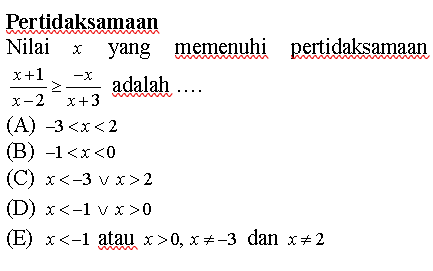 Pertidaksamaan
Nilai x yang memenuhi pertidaksamaan
(x+1)/(x−2) ≥ (−x)/(x+3) adalah ….
(A) −3<x<2
(B) −1<x<0
(C) x<−3 ∨ x>2
(D) x<−1 ∨ x>0
(E) x<−1 atau x>0, x≠−3 dan x≠2